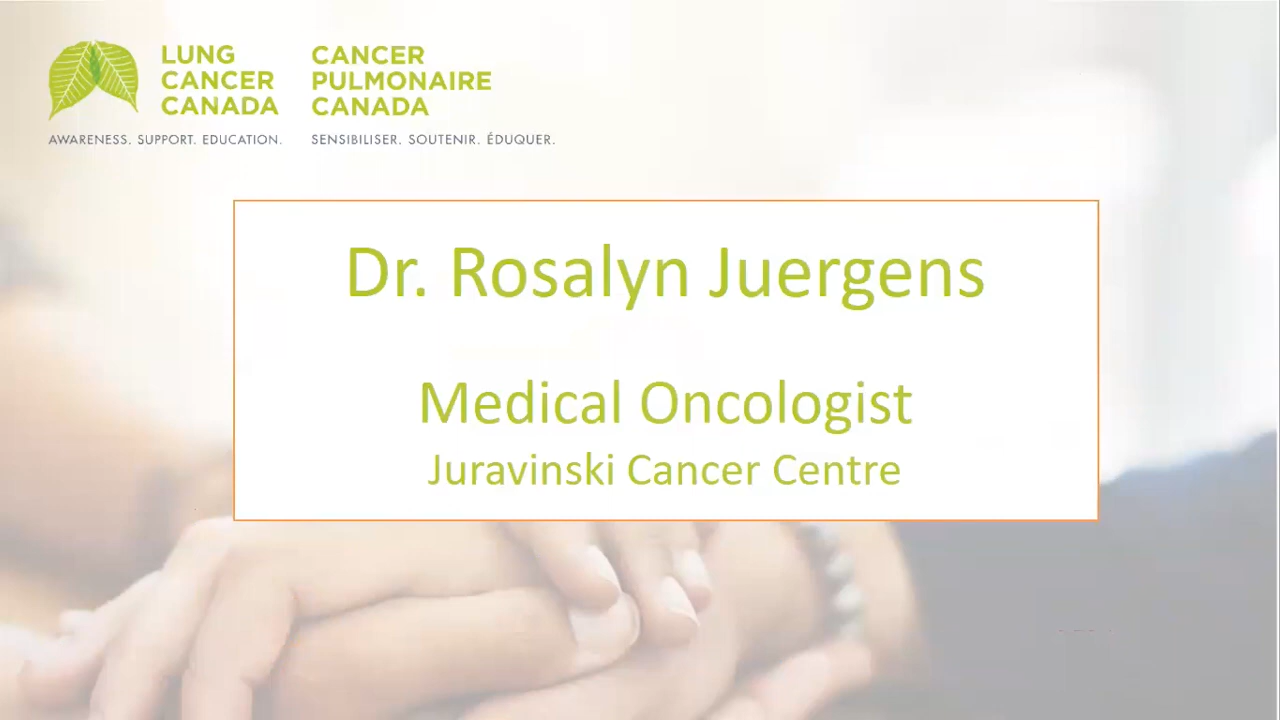 LUNG
CANCER
CANADA
AWARENESS. SUPPORT. EDUCATION.
CANCER
PULMONAIRE
CANADA
SENSIBILISER. SOUTENIR. ÉDUQUER.
Dr. Rosalyn Juergens
Medical Oncologist
Juravinski Cancer Centre